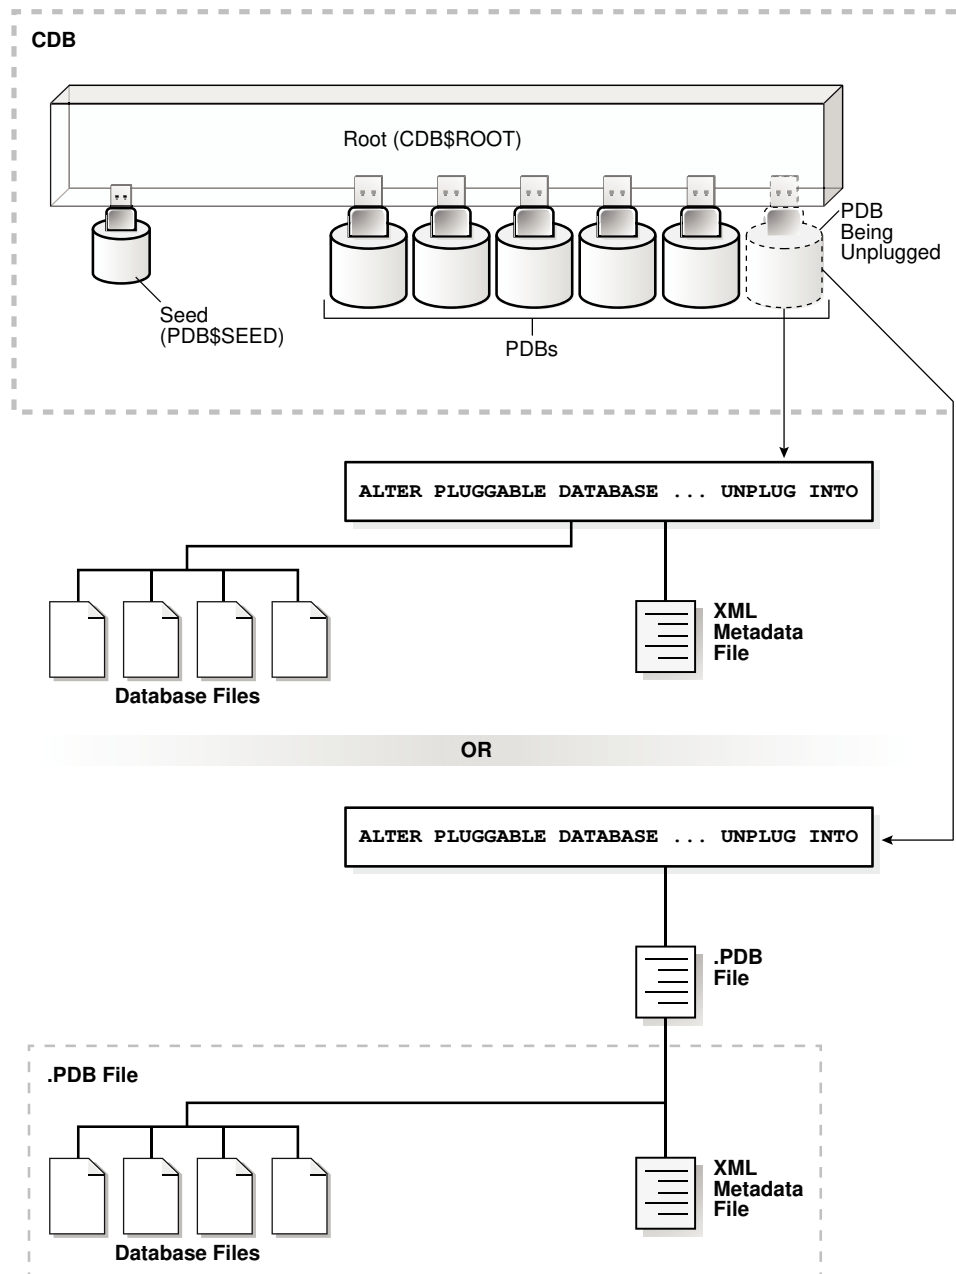 CDB
Root (CDB$ROOT)
PDB
Being
Unplugged
Seed
(PDB$SEED)
PDBs
ALTER PLUGGABLE DATABASE ... UNPLUG INTO
XML
Metadata
File
Database Files
OR
ALTER PLUGGABLE DATABASE ... UNPLUG INTO
.PDB
File
.PDB File
XML
Metadata
File
Database Files